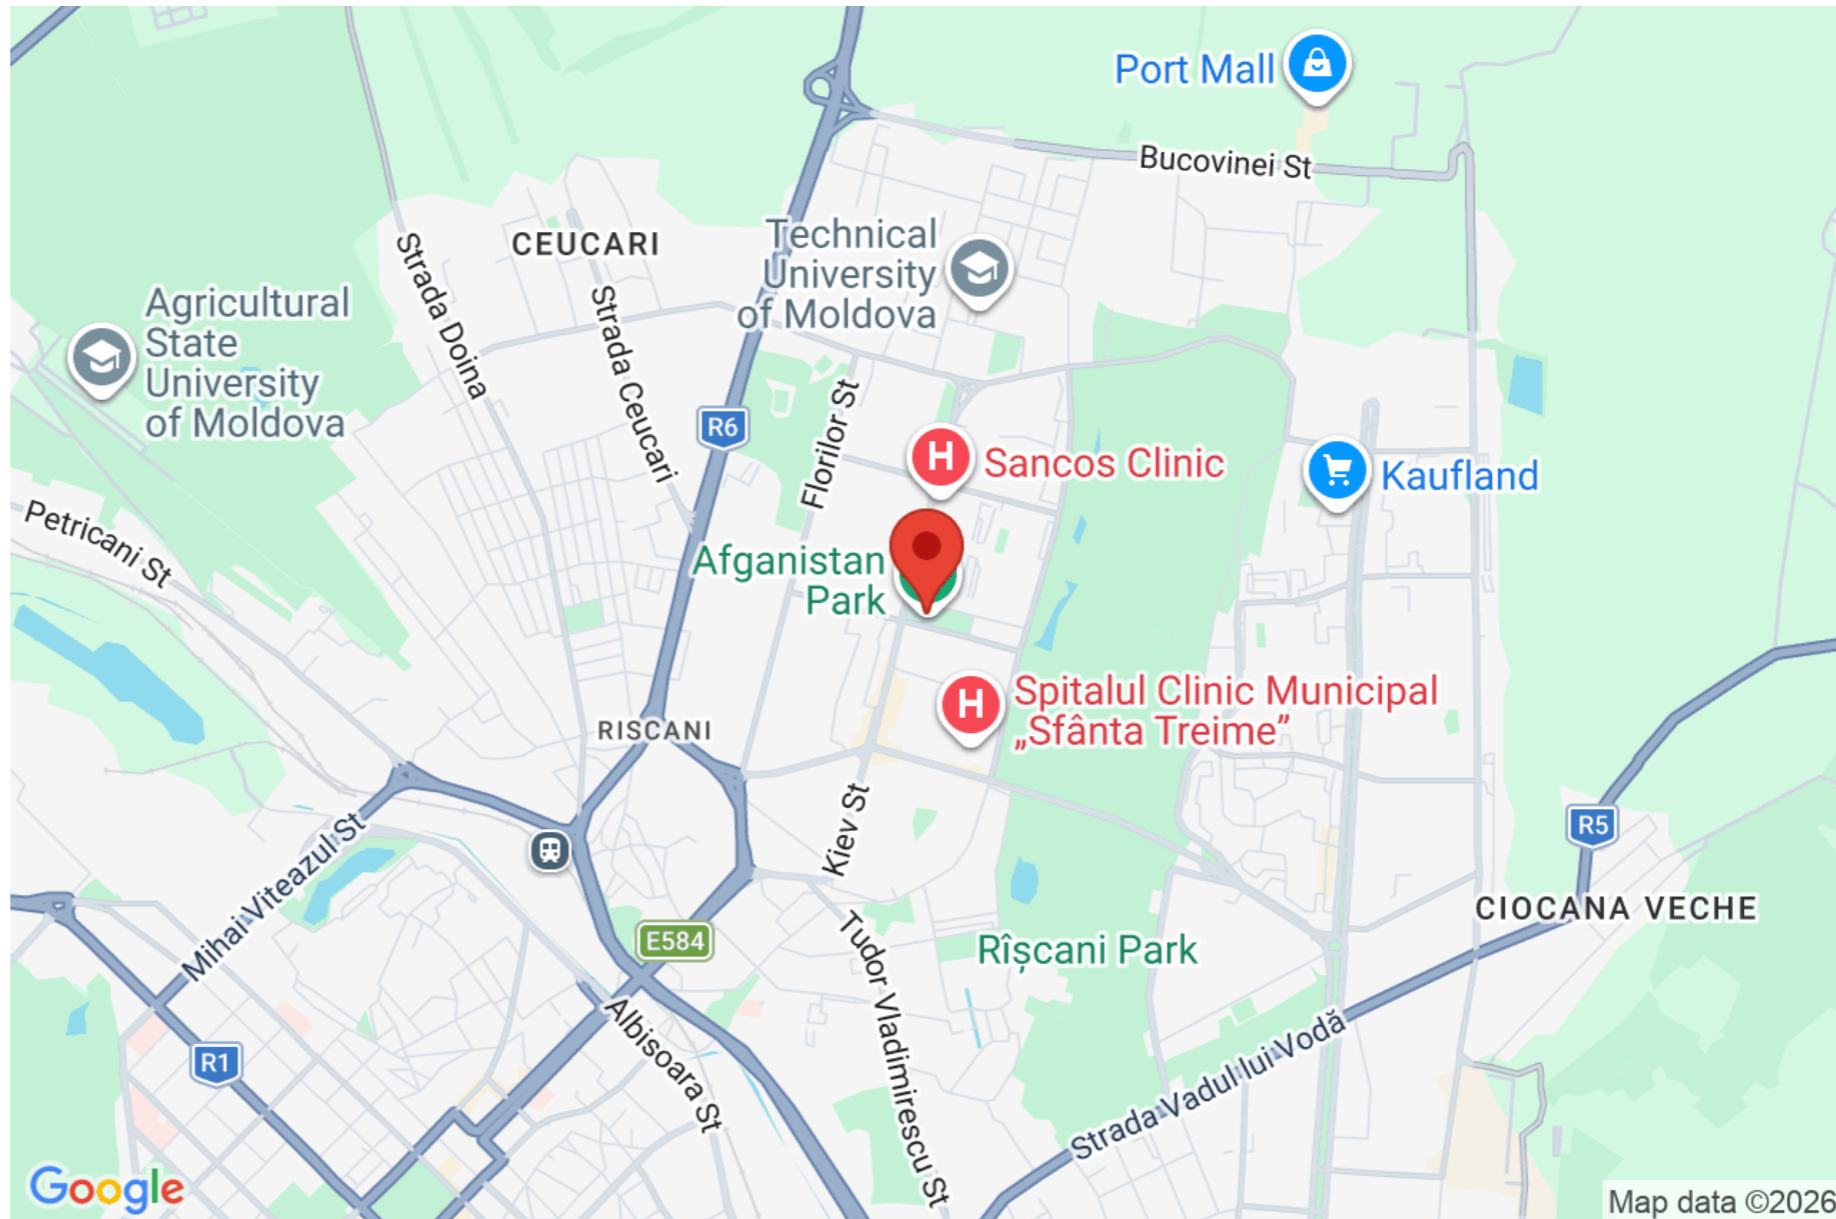 Port Mall
Bucovinei St
CEUCARI
Technical
University
of Moldova
Strada Doina
Strada Ceucari
Agricultural
State
University
of Moldova
R6
Florilor St
H
Sancos Clinic
Kaufland
Petricani St
Afganistan
Park
H
Spitalul Clinic Municipal
„Sfânta Treime”
RISCANI
Kiev St
R5
Mihai Viteazul St
CIOCANA VECHE
E584
Rîșcani Park
Tudor Vladimirescu St
Albisoara St
R1
Strada Vadul lui Vodă
Google
Map data ©2026